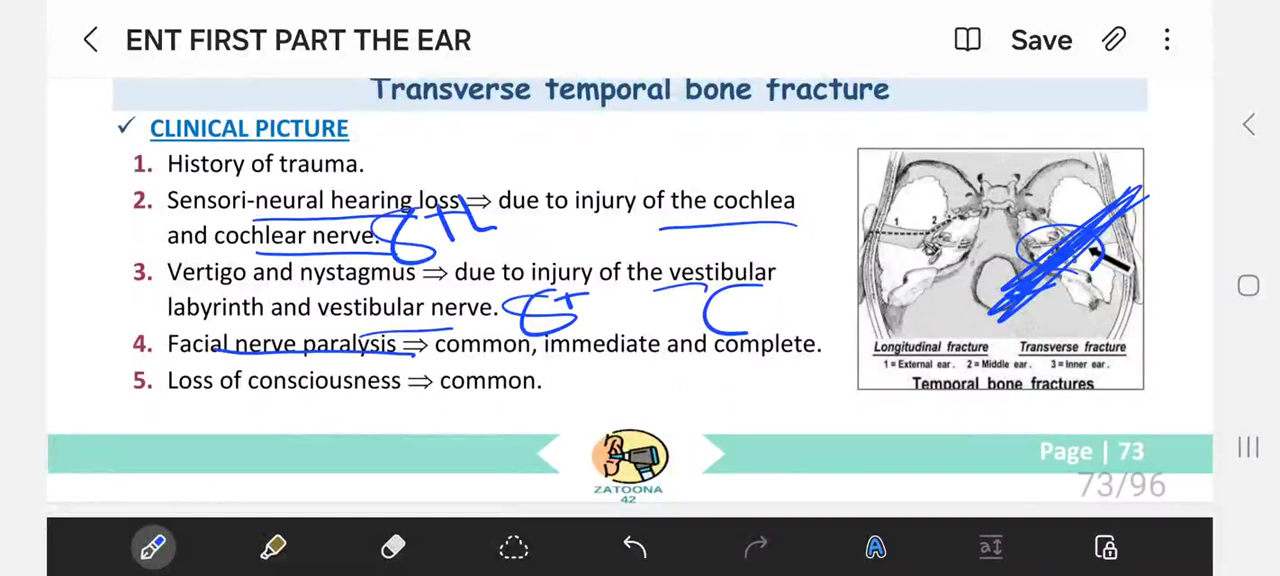 ENT FIRST PART THE EAR
Save
Transverse temporal bone fracture
✓ CLINICAL PICTURE
1. History of trauma.
2. Sensori-neural hearing loss ⇒ due to injury of the cochlea
and cochlear nerve.
8th
3. Vertigo and nystagmus ⇒ due to injury of the vestibular
labyrinth and vestibular nerve.
4. Facial nerve paralysis ⇒ common, immediate and complete.
5. Loss of consciousness ⇒ common.
1 2
Longitudinal fracture Transverse fracture
1 = External ear. 2 = Middle ear. 3 = Inner ear.
Temporal bone fractures
ZATOONA
42
Page | 73
73/96
A
a